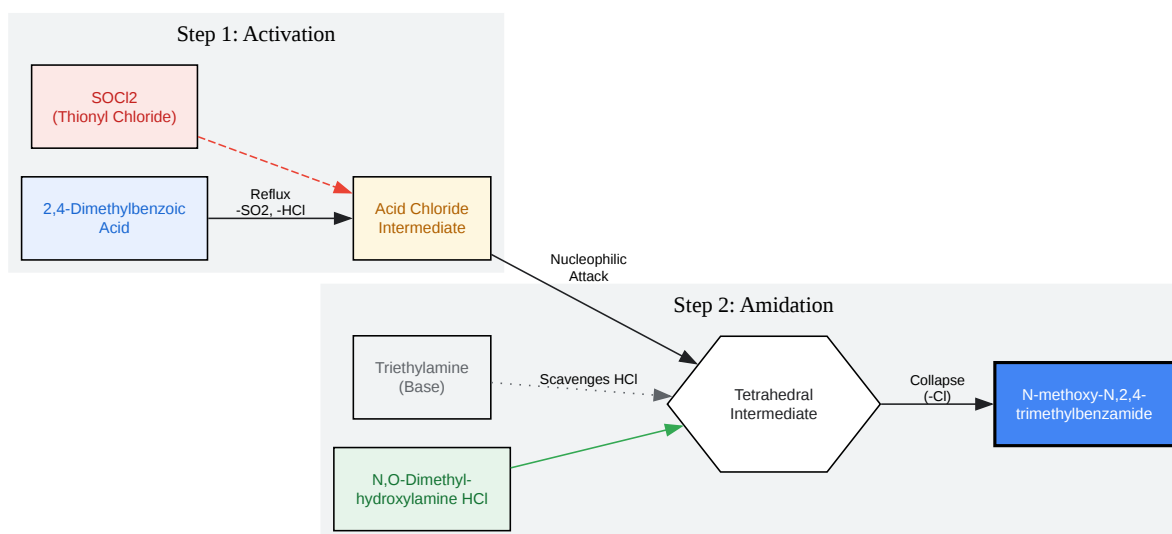 Step 1: Activation
SOCl2
(Thionyl Chloride)
2,4-Dimethylbenzoic
Acid
Reflux
-SO2, -HCl
Acid Chloride
Intermediate
Nucleophilic
Attack
Step 2: Amidation
Triethylamine
(Base)
Scavenges HCl
N,O-Dimethyl-
hydroxylamine HCl
Tetrahedral
Intermediate
Collapse
(-Cl)
N-methoxy-N,2,4-
trimethylbenzamide